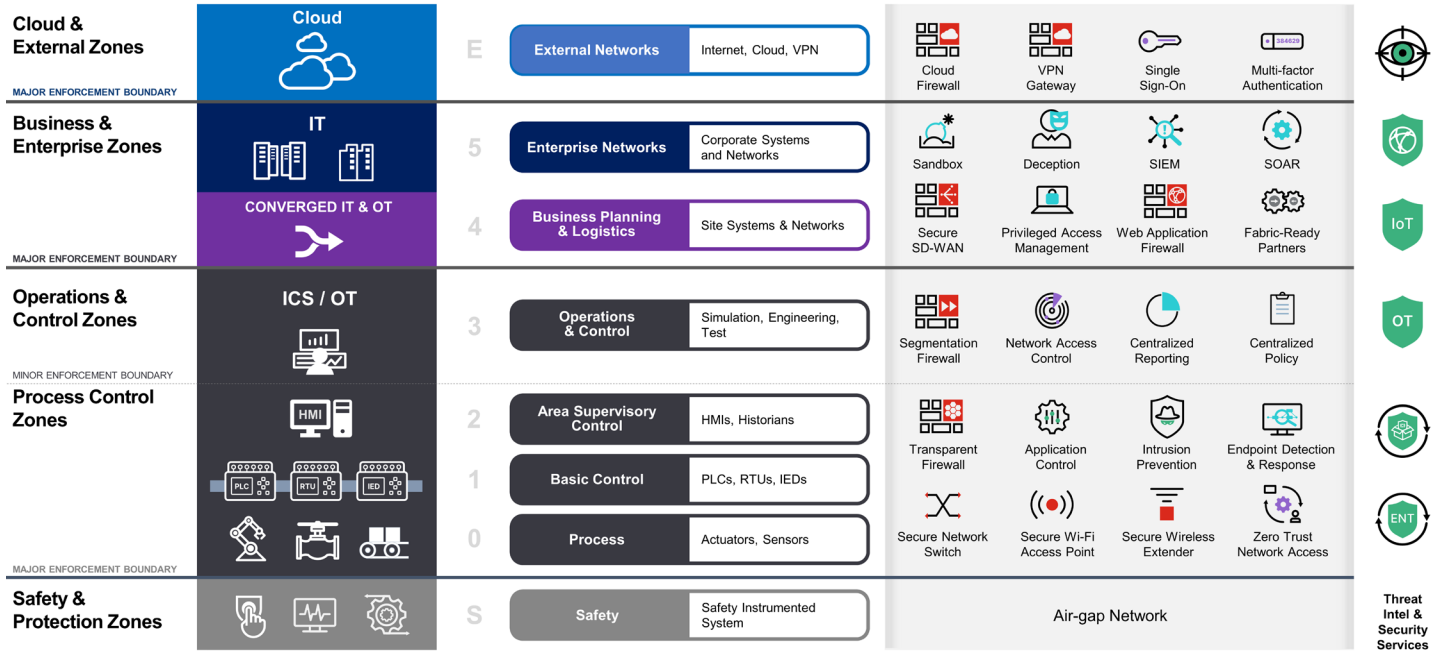 Cloud &
External Zones
MAJOR ENFORCEMENT BOUNDARY
Cloud
E
External Networks
Internet, Cloud, VPN
Cloud
Firewall
VPN
Gateway
Single
Sign-On
384629
Multi-factor
Authentication
Business &
Enterprise Zones
IT
5
Enterprise Networks
Corporate Systems
and Networks
Sandbox
Deception
SIEM
SOAR
CONVERGED IT & OT
4
Business Planning
& Logistics
Site Systems & Networks
Secure
SD-WAN
Privileged Access
Management
Web Application
Firewall
Fabric-Ready
Partners
IoT
MAJOR ENFORCEMENT BOUNDARY
Operations &
Control Zones
ICS / OT
3
Operations
& Control
Simulation, Engineering,
Test
Segmentation
Firewall
Network Access
Control
Centralized
Reporting
Centralized
Policy
OT
MINOR ENFORCEMENT BOUNDARY
Process Control
Zones
HMI
2
Area Supervisory
Control
HMIs, Historians
Transparent
Firewall
Application
Control
Intrusion
Prevention
Endpoint Detection
& Response
PLC
RTU
IED
1
Basic Control
PLCs, RTUs, IEDs
0
Process
Actuators, Sensors
Secure Network
Switch
Secure Wi-Fi
Access Point
Secure Wireless
Extender
Zero Trust
Network Access
ENT
MAJOR ENFORCEMENT BOUNDARY
Safety &
Protection Zones
S
Safety
Safety Instrumented
System
Air-gap Network
Threat
Intel &
Security
Services